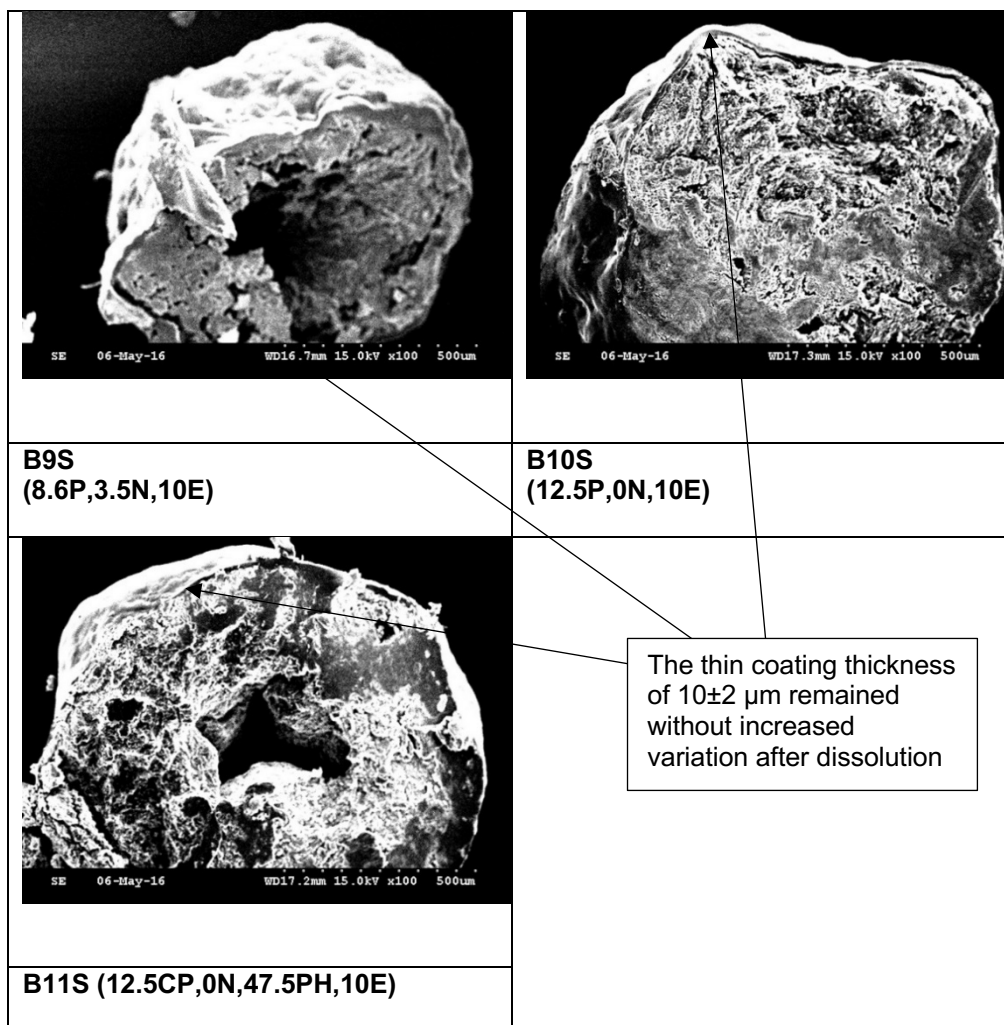 SE 06-May-16 WD16.7mm 15.0kV x100 500um
SE 06-May-16 WD17.3mm 15.0kV x100 500um
B9S
(8.6P,3.5N,10E)
B10S
(12.5P,0N,10E)
The thin coating thickness
of 10±2 µm remained
without increased
variation after dissolution
SE 06-May-16 WD17.2mm 15.0kV x100 500um
B11S (12.5CP,0N,47.5PH,10E)